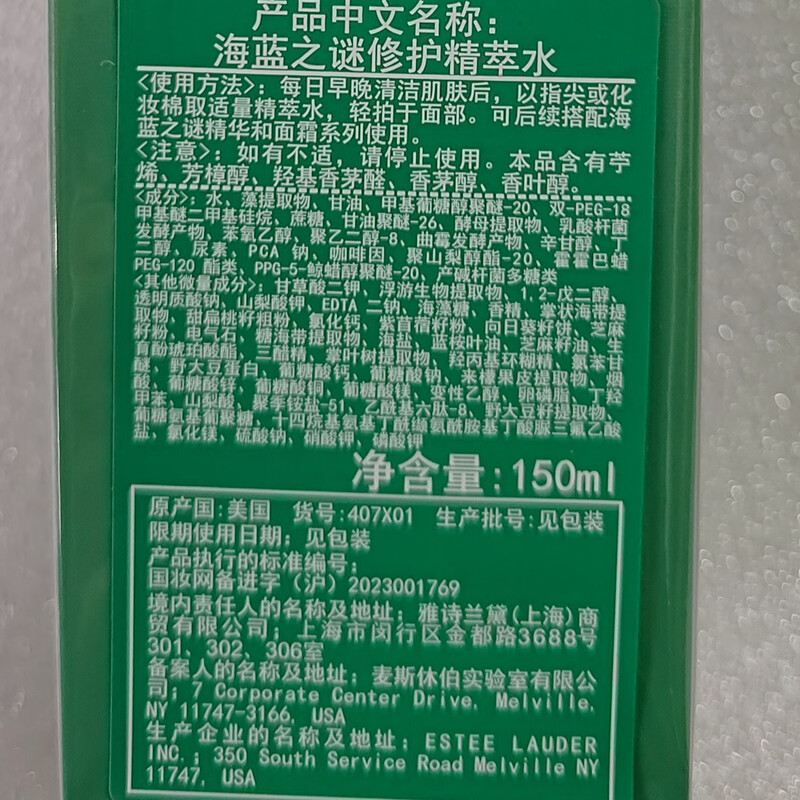 产品中文名称：
海蓝之谜修护精萃水
<使用方法>：每日早晚清洁肌肤后，以指尖或化
妆棉取适量精萃水，轻拍于面部。可后续搭配海
蓝之谜精华和面霜系列使用。
<注意>：如有不适，请停止使用。本品含有苧
烯、芳樟醇、羟基香茅醛、香茅醇、香叶醇。
<成分>：水、藻提取物、甘油、甲基葡糖醇聚醚-20、双-PEG-18
甲基醚二甲基硅烷、蔗糖、甘油聚醚-26、酵母提取物、乳酸杆菌
发酵产物、苯氧乙醇、聚乙二醇-8、曲霉发酵产物、辛甘醇、丁
二醇、尿素、PCA 钠、咖啡因、聚山梨醇酯-20、霍霍巴蜡
PEG-120 酯类、PPG-5-鲸蜡醇聚醚-20、产碱杆菌多糖类
<其他微量成分>：甘草酸二钾、浮游生物提取物、1,2-戊二醇、
透明质酸钠、山梨酸钾、EDTA 二钠、海藻糖、香精、掌状海带提
取物、甜扁桃籽粗粉、氯化钙、紫苜蓿籽粉、向日葵籽饼、芝麻
籽粉、电气石、糖海带提取物、海盐、蓝桉叶油、芝麻籽油、生
育酚琥珀酸酯、三醋精、掌叶树提取物、羟丙基环糊精、氯苯甘
醚、野大豆蛋白、葡糖酸钙、葡糖酸钠、来檬果皮提取物、烟
酸、葡糖酸锌、葡糖酸铜、葡糖酸镁、变性乙醇、卵磷脂、丁羟
甲苯、山梨酸、聚季铵盐-51、乙酰基六肽-8、野大豆籽提取物、
葡糖氨基葡聚糖、十四烷基氨基丁酰缬氨酰胺基丁酸脲三氟乙酸
盐、氯化镁、硫酸钠、硝酸钾、磷酸钾
净含量：150ml
原产国：美国 货号：407X01 生产批号：见包装
限期使用日期：见包装
产品执行的标准编号：
国妆网备进字（沪）2023001769
境内责任人的名称及地址：雅诗兰黛(上海)商
贸有限公司；上海市闵行区金都路3688号
301、302、306室
备案人的名称及地址：麦斯休伯实验室有限公
司；7 Corporate Center Drive, Melville,
NY 11747-3166, USA
生产企业的名称及地址：ESTEE LAUDER
INC.；350 South Service Road Melville NY
11747, USA